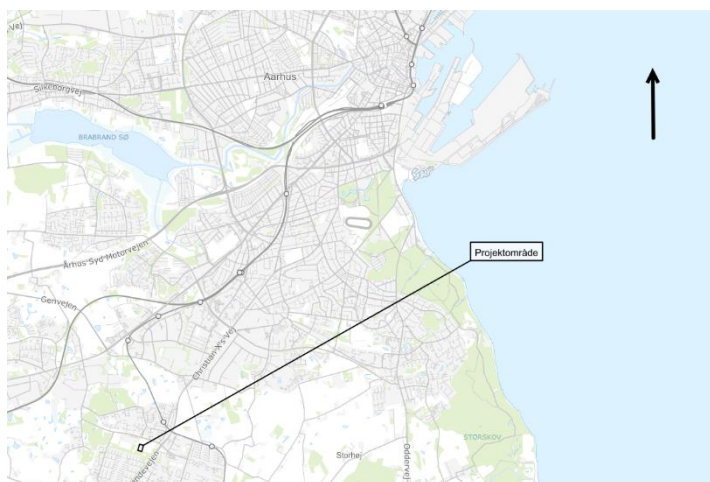 Aarhus
Silkeborgvej
BRABRAND SØ
Århus Syd Motorvejen
Projektområde
Genvejen
Christian X's Vej
STORSKOV
Storhøj
Oddervej